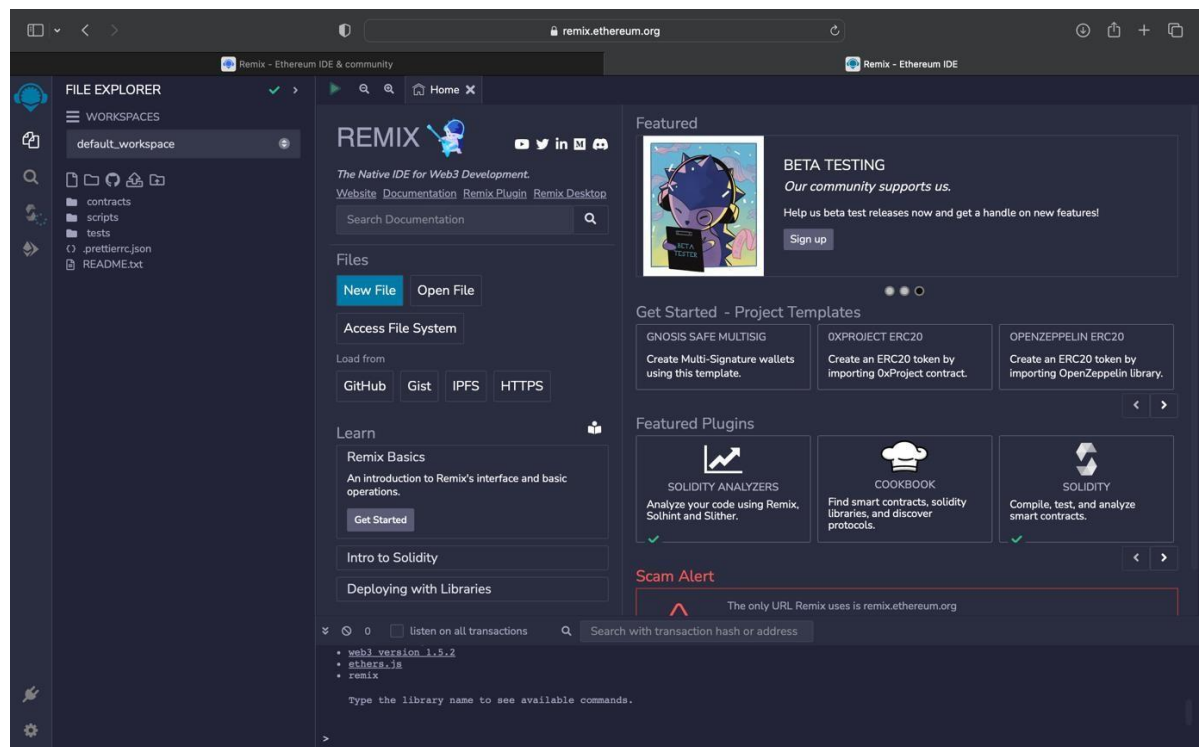 remix.ethereum.org
Remix - Ethereum IDE & community
Remix - Ethereum IDE
FILE EXPLORER
WORKSPACES
default_workspace
contracts
scripts
tests
.prettierrc.json
README.txt
Home
REMIX
The Native IDE for Web3 Development.
Website Documentation Remix Plugin Remix Desktop
Search Documentation
Files
New File Open File
Access File System
Load from
GitHub Gist IPFS HTTPS
Learn
Remix Basics
An introduction to Remix's interface and basic
operations.
Get Started
Intro to Solidity
Deploying with Libraries
Featured
BETA
TESTER
BETA TESTING
Our community supports us.
Help us beta test releases now and get a handle on new features!
Sign up
Get Started - Project Templates
GNOSIS SAFE MULTISIG
Create Multi-Signature wallets
using this template.
0XPROJECT ERC20
Create an ERC20 token by
importing 0xProject contract.
OPENZEPPELIN ERC20
Create an ERC20 token by
importing OpenZeppelin library.
Featured Plugins
SOLIDITY ANALYZERS
Analyze your code using Remix,
Solhint and Slither.
COOKBOOK
Find smart contracts, solidity
libraries, and discover
protocols.
SOLIDITY
Compile, test, and analyze
smart contracts.
Scam Alert
The only URL Remix uses is remix.ethereum.org
0 listen on all transactions Search with transaction hash or address
• web3 version 1.5.2
• ethers.js
• remix
Type the library name to see available commands.
>